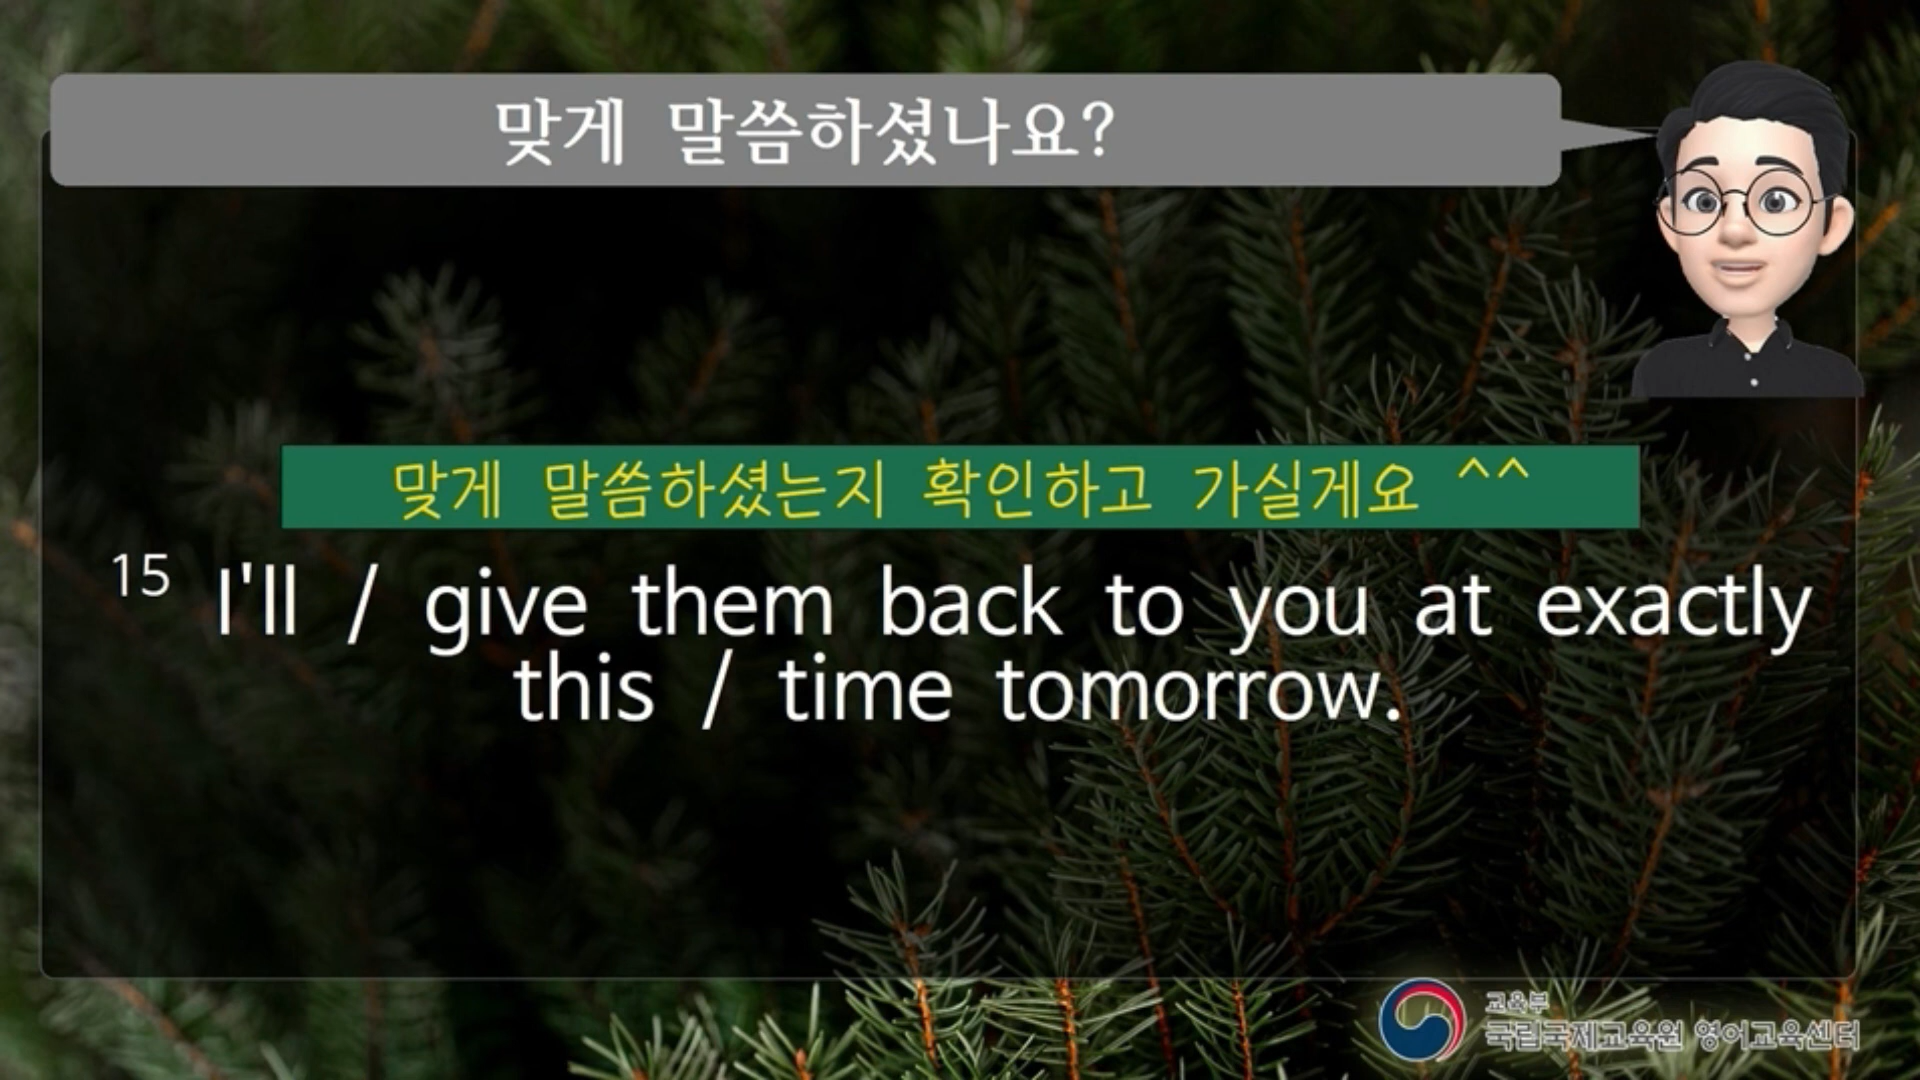 맞게 말씀하셨나요?
맞게 말씀하셨는지 확인하고 가실게요 ^^
15 I'll / give them back to you at exactly
this / time tomorrow.
교육부
국립국제교육원 영어교육센터